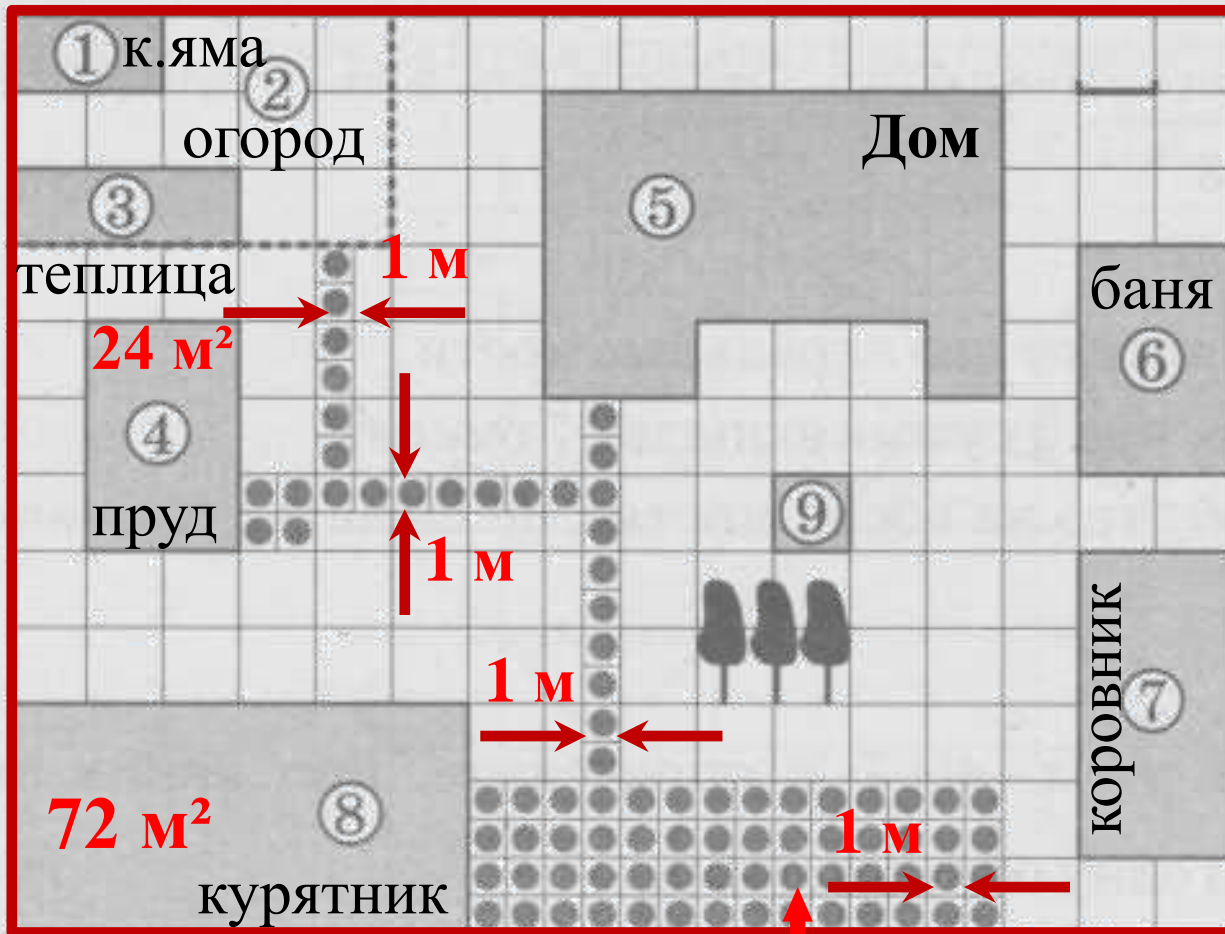 ① к.яма
②
огород
Дом
③
⑤
1 м
теплица
баня
24 м²
⑥
④
пруд
⑨
1 м
коровник
1 м
⑦
72 м²
⑧
1 м
курятник